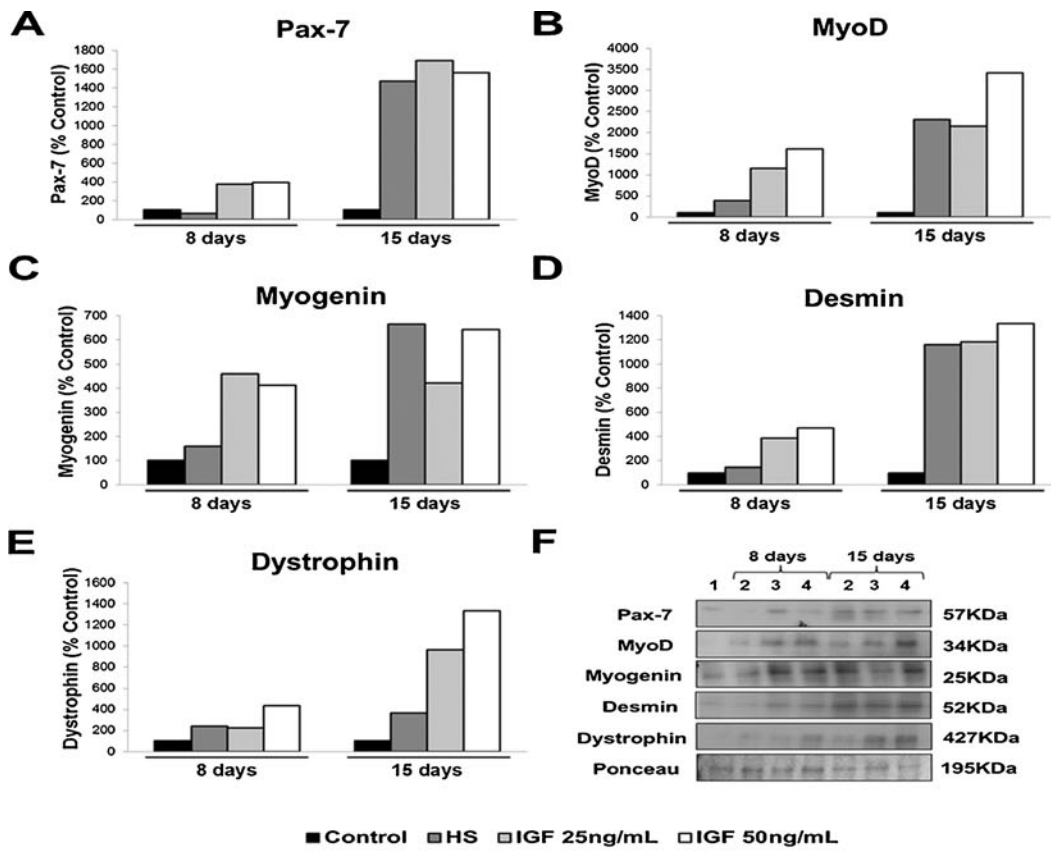 A
Pax-7
Pax-7 (% Control)
1800
1600
1400
1200
1000
800
600
400
200
0
8 days
15 days
B
MyoD
MyoD (% Control)
4000
3500
3000
2500
2000
1500
1000
500
0
8 days
15 days
C
Myogenin
Myogenin (% Control)
700
600
500
400
300
200
100
0
8 days
15 days
D
Desmin
Desmin (% Control)
1400
1200
1000
800
600
400
200
0
8 days
15 days
E
Dystrophin
Dystrophin (% Control)
1600
1400
1200
1000
800
600
400
200
0
8 days
15 days
F
8 days 15 days
1 2 3 4 2 3 4
Pax-7 57KDa
MyoD 34KDa
Myogenin 25KDa
Desmin 52KDa
Dystrophin 427KDa
Ponceau 195KDa
Control HS IGF 25ng/mL IGF 50ng/mL